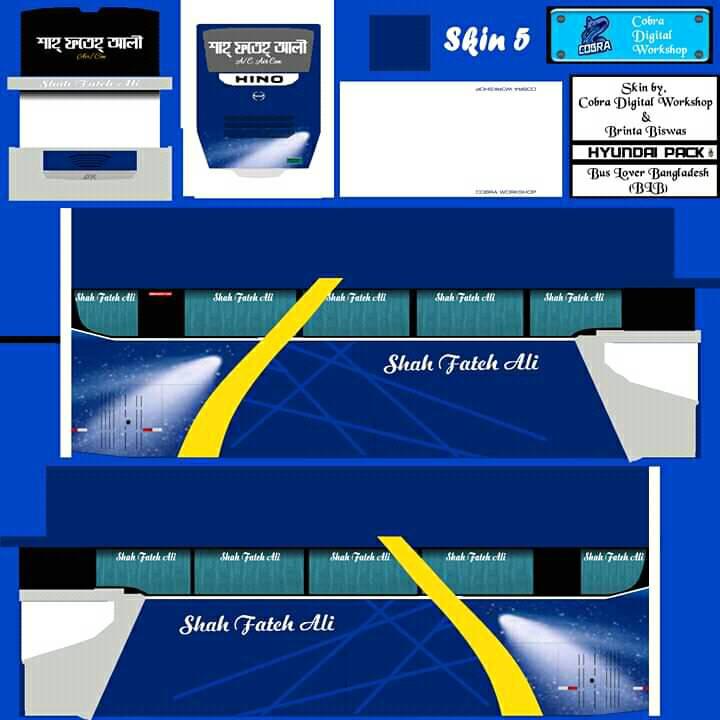 শাহ্ ফতেহ্ আলী
Air/Con
Shah Fateh Ali
শাহ্ ফতেহ্ আলী
A/C Air Con
HINO
Skin 5
COBRA
Cobra
Digital
Workshop
COBRA WORKSHOP
COBRA WORKSHOP
Skin by,
Cobra Digital Workshop
&
Brinta Biswas
HYUNDAI PACK
Bus Lover Bangladesh
(BLB)
Shah Fateh Ali
Shah Fateh Ali
Shah Fateh Ali
Shah Fateh Ali
Shah Fateh Ali
Shah Fateh Ali
Shah Fateh Ali
Shah Fateh Ali
Shah Fateh Ali
Shah Fateh Ali
Shah Fateh Ali
Shah Fateh Ali